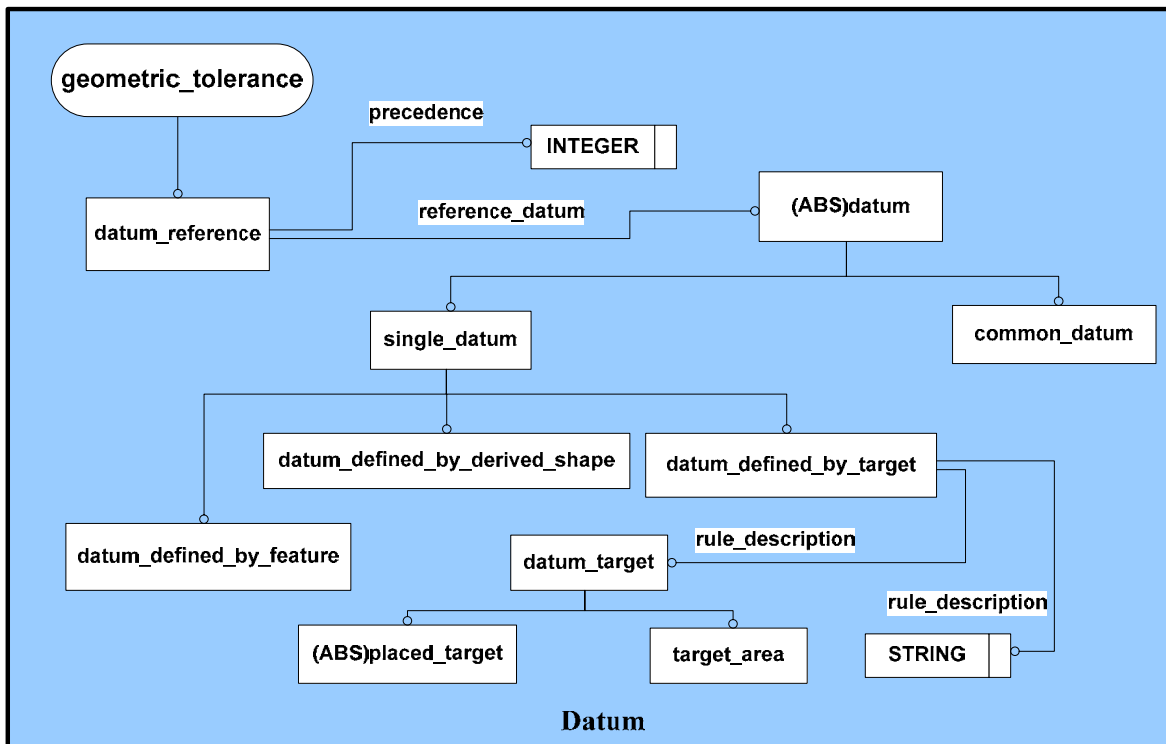 geometric_tolerance
precedence
INTEGER
(ABS)datum
reference_datum
datum_reference
single_datum
common_datum
datum_defined_by_derived_shape
datum_defined_by_target
datum_defined_by_feature
rule_description
datum_target
rule_description
(ABS)placed_target
target_area
STRING
Datum